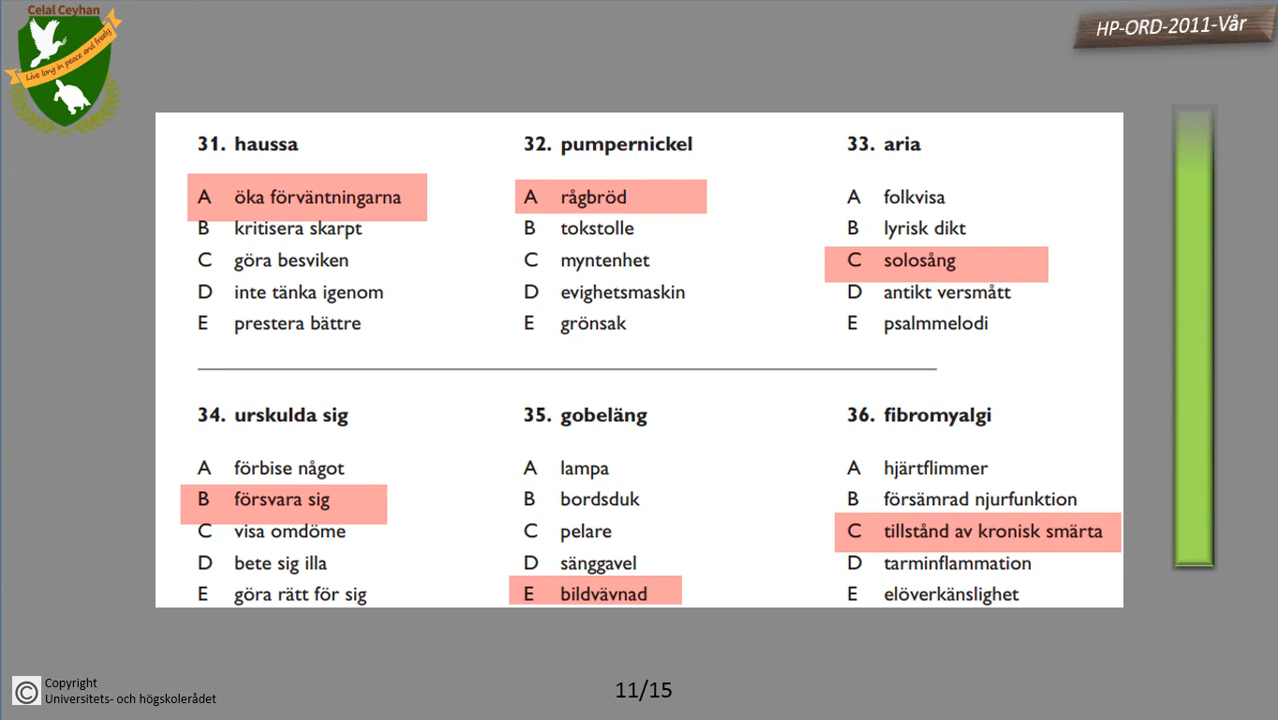 Celal Ceyhan
Live long in peace and freely
HP-ORD-2011-Vår
31. haussa
A öka förväntningarna
B kritisera skarpt
C göra besviken
D inte tänka igenom
E prestera bättre
32. pumpernickel
A rågbröd
B tokstolle
C myntenhet
D evighetsmaskin
E grönsak
33. aria
A folkvisa
B lyrisk dikt
C solosång
D antikt versmått
E psalmmelodi
34. urskulda sig
A förbise något
B försvara sig
C visa omdöme
D bete sig illa
E göra rätt för sig
35. gobeläng
A lampa
B bordsduk
C pelare
D sänggavel
E bildvävnad
36. fibromyalgi
A hjärtflimmer
B försämrad njurfunktion
C tillstånd av kronisk smärta
D tarminflammation
E elöverkänslighet
© Copyright
Universitets- och högskolerådet
11/15